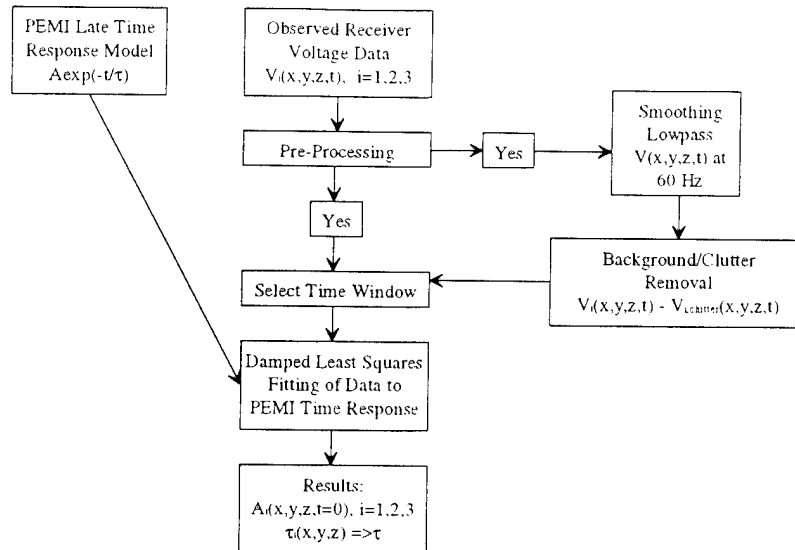 PEMI Late Time
Response Model
Aexp(-t/τ)
Observed Receiver
Voltage Data
Vᵢ(x,y,z,t), i=1,2,3
Pre-Processing
Yes
Smoothing
Lowpass
V(x,y,z,t) at
60 Hz
Yes
Background/Clutter
Removal
Vᵢ(x,y,z,t) - Vᵢ,clutter(x,y,z,t)
Select Time Window
Damped Least Squares
Fitting of Data to
PEMI Time Response
Results:
Aᵢ(x,y,z,t=0), i=1,2,3
τᵢ(x,y,z) =>τ